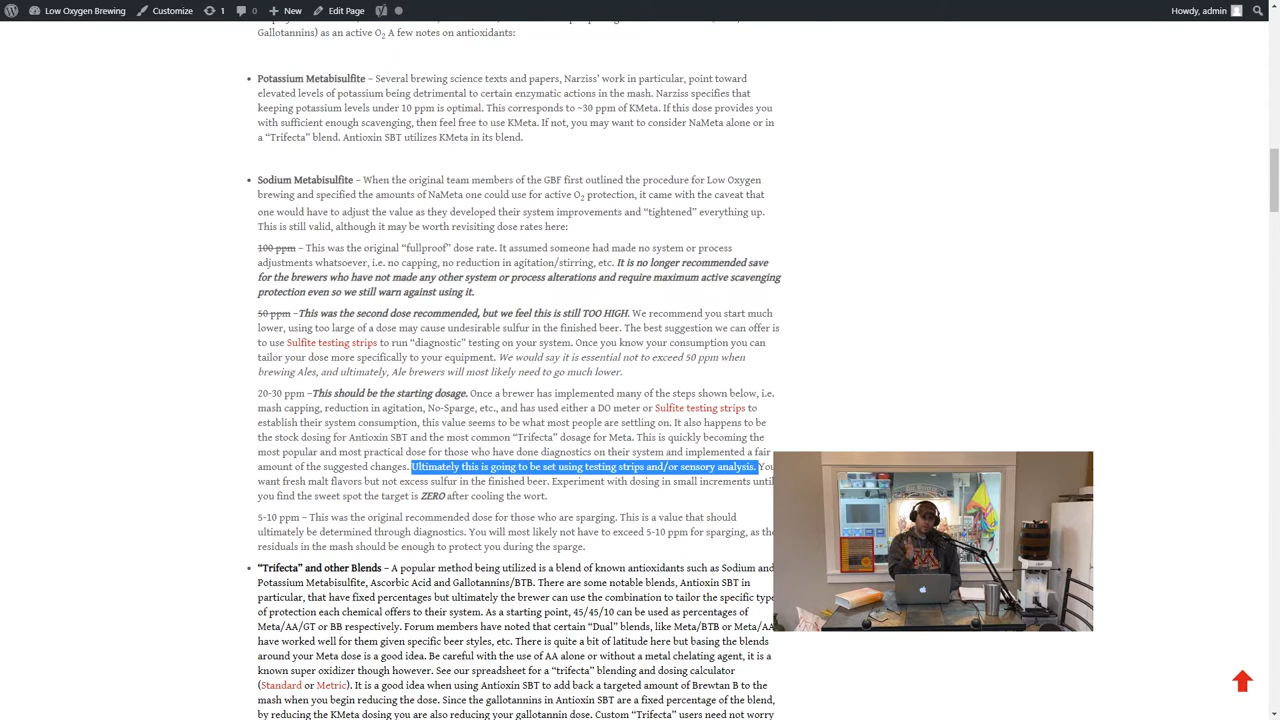 Low Oxygen Brewing
Customize
1
0
New
Edit Page
Howdy, admin
Gallotannins) as an active O2 A few notes on antioxidants:
Potassium Metabisulfite – Several brewing science texts and papers, Narziss’ work in particular, point toward
elevated levels of potassium being detrimental to certain enzymatic actions in the mash. Narziss specifies that
keeping potassium levels under 10 ppm is optimal. This corresponds to ~30 ppm of KMeta. If this dose provides you
with sufficient enough scavenging, then feel free to use KMeta. If not, you may want to consider NaMeta alone or in
a “Trifecta” blend. Antioxin SBT utilizes KMeta in its blend.
Sodium Metabisulfite – When the original team members of the GBF first outlined the procedure for Low Oxygen
brewing and specified the amounts of NaMeta one could use for active O2 protection, it came with the caveat that
one would have to adjust the value as they developed their system improvements and “tightened” everything up.
This is still valid, although it may be worth revisiting dose rates here:
100 ppm – This was the original “fullproof” dose rate. It assumed someone had made no system or process
adjustments whatsoever, i.e. no capping, no reduction in agitation/stirring, etc. It is no longer recommended save
for the brewers who have not made any other system or process alterations and require maximum active scavenging
protection even so we still warn against using it.
50 ppm –This was the second dose recommended, but we feel this is still TOO HIGH. We recommend you start much
lower, using too large of a dose may cause undesirable sulfur in the finished beer. The best suggestion we can offer is
to use Sulfite testing strips to run “diagnostic” testing on your system. Once you know your consumption you can
tailor your dose more specifically to your equipment. We would say it is essential not to exceed 50 ppm when
brewing Ales, and ultimately, Ale brewers will most likely need to go much lower.
20-30 ppm –This should be the starting dosage. Once a brewer has implemented many of the steps shown below, i.e.
mash capping, reduction in agitation, No-Sparge, etc., and has used either a DO meter or Sulfite testing strips to
establish their system consumption, this value seems to be what most people are settling on. It also happens to be
the stock dosing for Antioxin SBT and the most common “Trifecta” dosage for Meta. This is quickly becoming the
most popular and most practical dose for those who have done diagnostics on their system and implemented a fair
amount of the suggested changes. Ultimately this is going to be set using testing strips and/or sensory analysis. You
want fresh malt flavors but not excess sulfur in the finished beer. Experiment with dosing in small increments until
you find the sweet spot the target is ZERO after cooling the wort.
5-10 ppm – This was the original recommended dose for those who are sparging. This is a value that should
ultimately be determined through diagnostics. You will most likely not have to exceed 5-10 ppm for sparging, as the
residuals in the mash should be enough to protect you during the sparge.
“Trifecta” and other Blends – A popular method being utilized is a blend of known antioxidants such as Sodium and
Potassium Metabisulfite, Ascorbic Acid and Gallotannins/BTB. There are some notable blends, Antioxin SBT in
particular, that have fixed percentages but ultimately the brewer can use the combination to tailor the specific type
of protection each chemical offers to their system. As a starting point, 45/45/10 can be used as percentages of
Meta/AA/GT or BB respectively. Forum members have noted that certain “Dual” blends, like Meta/BTB or Meta/AA
have worked well for them given specific beer styles, etc. There is quite a bit of latitude here but basing the blends
around your Meta dose is a good idea. Be careful with the use of AA alone or without a metal chelating agent, it is a
known super oxidizer though however. See our spreadsheet for a “trifecta” blending and dosing calculator
(Standard or Metric). It is a good idea when using Antioxin SBT to add back a targeted amount of Brewtan B to the
mash when you begin reducing the dose. Since the gallotannins in Antioxin SBT are a fixed percentage of the blend,
by reducing the KMeta dosing you are also reducing your gallotannin dose. Custom “Trifecta” users need not worry